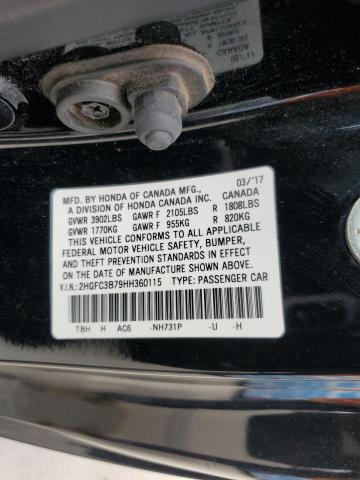 MFD. BY HONDA OF CANADA MFG., 03/'17
A DIVISION OF HONDA CANADA INC. CANADA
GVWR 3902LBS GAWR F 2105LBS R 1808LBS
GVWR 1770KG GAWR F 955KG R 820KG
THIS VEHICLE CONFORMS TO ALL APPLICABLE
FEDERAL MOTOR VEHICLE SAFETY, BUMPER,
AND THEFT PREVENTION STANDARDS IN
EFFECT ON THE DATE OF MANUFACTURE SHOWN ABOVE.
V.I.N.: 2HGFC3B79HH360115 TYPE: PASSENGER CAR
TBH H H AC6 -NH731P -U -H